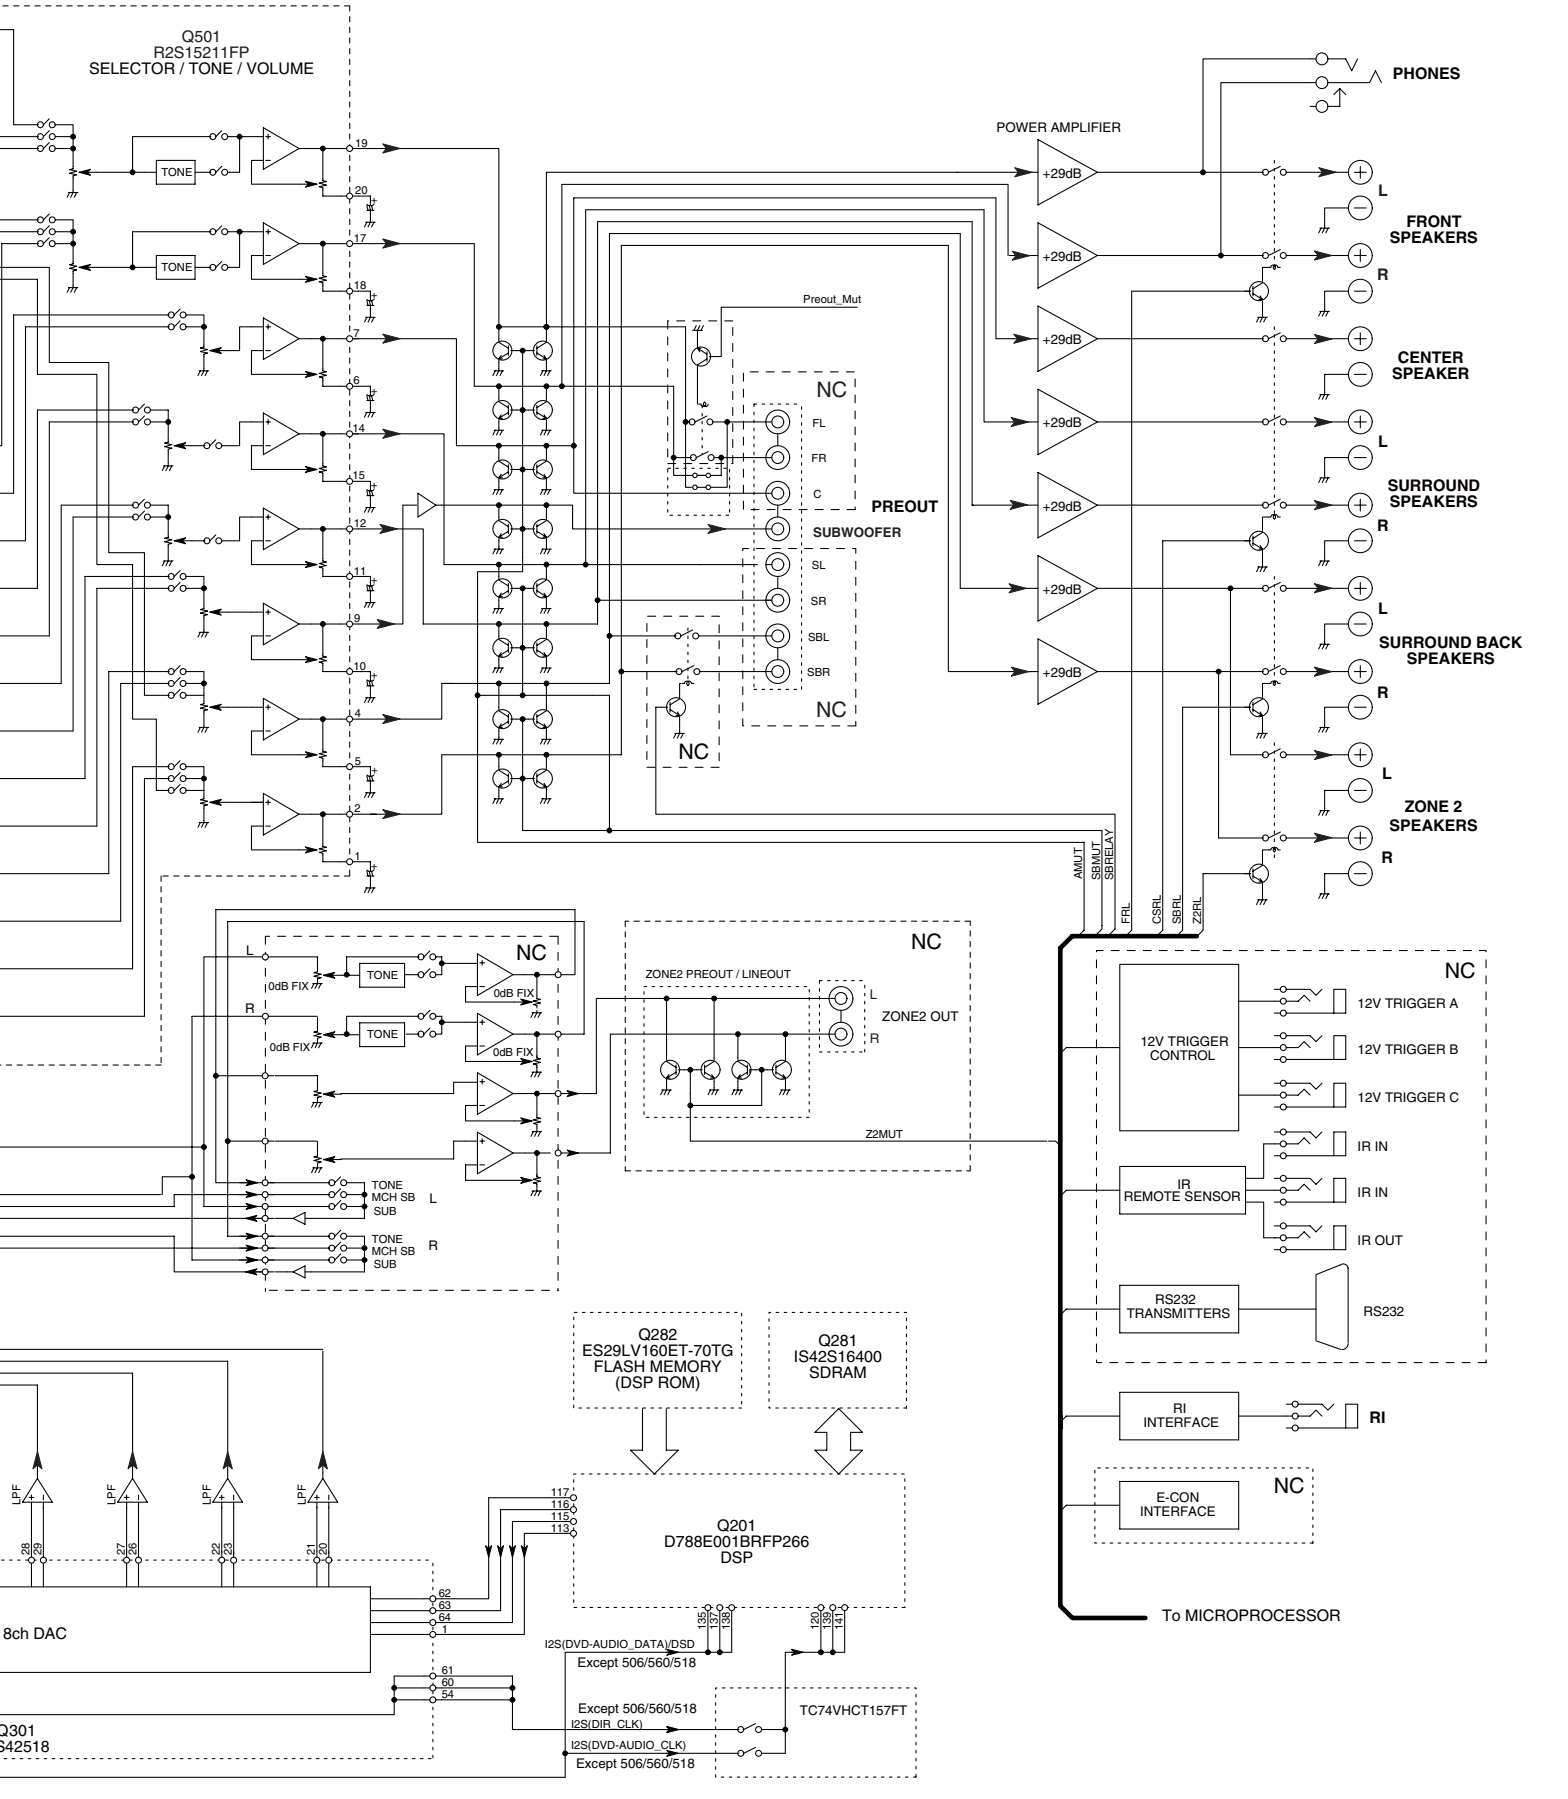 Q501
R2S15211FP
SELECTOR / TONE / VOLUME
PHONES
POWER AMPLIFIER
+
−
19
TONE
20
+
+29dB
+
−
L
FRONT
SPEAKERS
+
−
17
TONE
18
+
+29dB
+
R
−
Preout_Mut
+
−
7
6
+
+29dB
+
−
CENTER
SPEAKER
NC
FL
FR
C
PREOUT
SUBWOOFER
SL
SR
SBL
SBR
NC
NC
+
−
14
15
+
+29dB
+
L
−
SURROUND
SPEAKERS
+
−
12
11
+
+29dB
+
R
−
+
−
9
10
+
+29dB
+
L
−
SURROUND BACK
SPEAKERS
+
−
4
5
+
+29dB
+
R
−
+
−
2
1
+
+
L
−
ZONE 2
SPEAKERS
+
R
−
AMUT
SBMUT
SBRELAY
FRL
CSRL
SBRL
Z2RL
NC
L
TONE
0dB FIX
+
−
0dB FIX
R
TONE
0dB FIX
+
−
0dB FIX
+
−
+
−
TONE
MCH SB
SUB
L
TONE
MCH SB
SUB
R
NC
ZONE2 PREOUT / LINEOUT
L
ZONE2 OUT
R
Z2MUT
NC
12V TRIGGER
CONTROL
12V TRIGGER A
12V TRIGGER B
12V TRIGGER C
IR
REMOTE SENSOR
IR IN
IR IN
IR OUT
RS232
TRANSMITTERS
RS232
RI
INTERFACE
RI
NC
E-CON
INTERFACE
To MICROPROCESSOR
Q282
ES29LV160ET-70TG
FLASH MEMORY
(DSP ROM)
Q281
IS42S16400
SDRAM
LPF
+
−
LPF
+
−
LPF
+
−
LPF
+
−
28
29
27
26
22
23
21
20
117
116
115
113
Q201
D788E001BRFP266
DSP
135
137
138
120
139
141
8ch DAC
62
63
64
1
61
60
54
I2S(DVD-AUDIO_DATA)/DSD
Except 506/560/518
Except 506/560/518
I2S(DIR_CLK)
I2S(DVD-AUDIO_CLK)
Except 506/560/518
TC74VHCT157FT
Q301
S42518